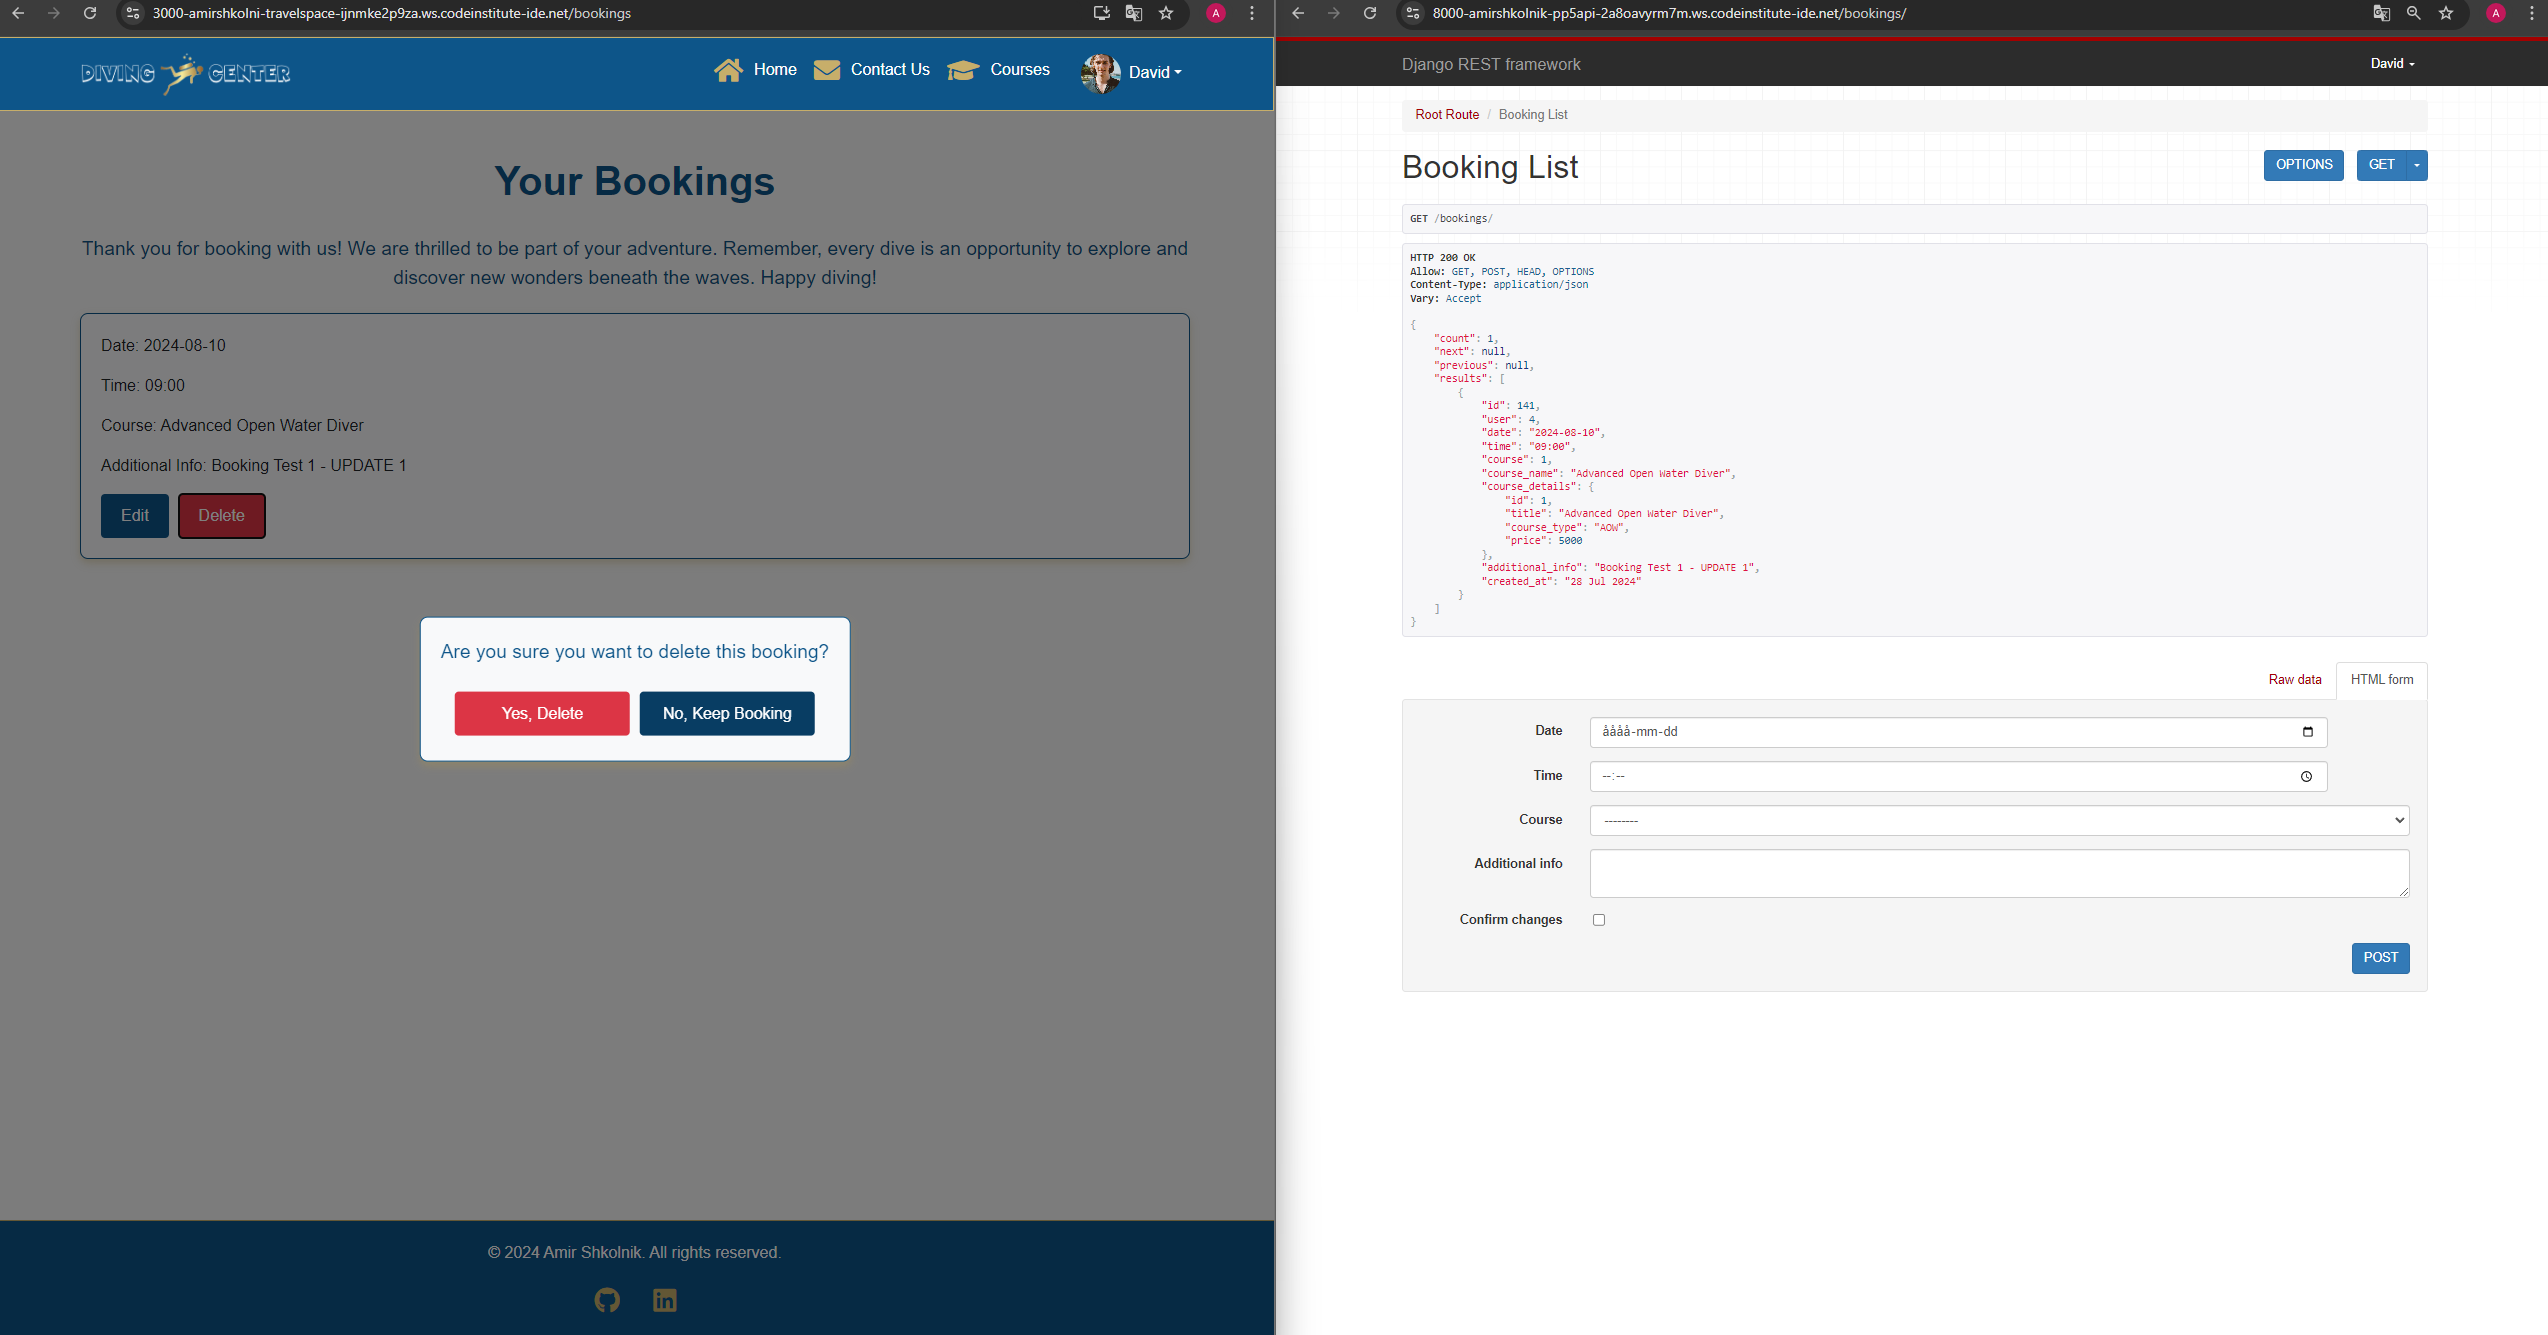 3000-amirshkolni-travelspace-ijnmke2p9za.ws.codeinstitute-ide.net/bookings
A
DIVING CENTER
Home
Contact Us
Courses
David
Your Bookings
Thank you for booking with us! We are thrilled to be part of your adventure. Remember, every dive is an opportunity to explore and
discover new wonders beneath the waves. Happy diving!
Date: 2024-08-10
Time: 09:00
Course: Advanced Open Water Diver
Additional Info: Booking Test 1 - UPDATE 1
Edit
Delete
Are you sure you want to delete this booking?
Yes, Delete
No, Keep Booking
© 2024 Amir Shkolnik. All rights reserved.
8000-amirshkolnik-pp5api-2a8oavyrm7m.ws.codeinstitute-ide.net/bookings/
A
Django REST framework
David
Root Route / Booking List
Booking List
OPTIONS
GET
GET /bookings/
HTTP 200 OK
Allow: GET, POST, HEAD, OPTIONS
Content-Type: application/json
Vary: Accept
{
"count": 1,
"next": null,
"previous": null,
"results": [
{
"id": 141,
"user": 4,
"date": "2024-08-10",
"time": "09:00",
"course": 1,
"course_name": "Advanced Open Water Diver",
"course_details": {
"id": 1,
"title": "Advanced Open Water Diver",
"course_type": "AOW",
"price": 5000
},
"additional_info": "Booking Test 1 - UPDATE 1",
"created_at": "28 Jul 2024"
}
]
}
Raw data
HTML form
Date
åååå-mm-dd
Time
--:--
Course
--------
Additional info
Confirm changes
POST